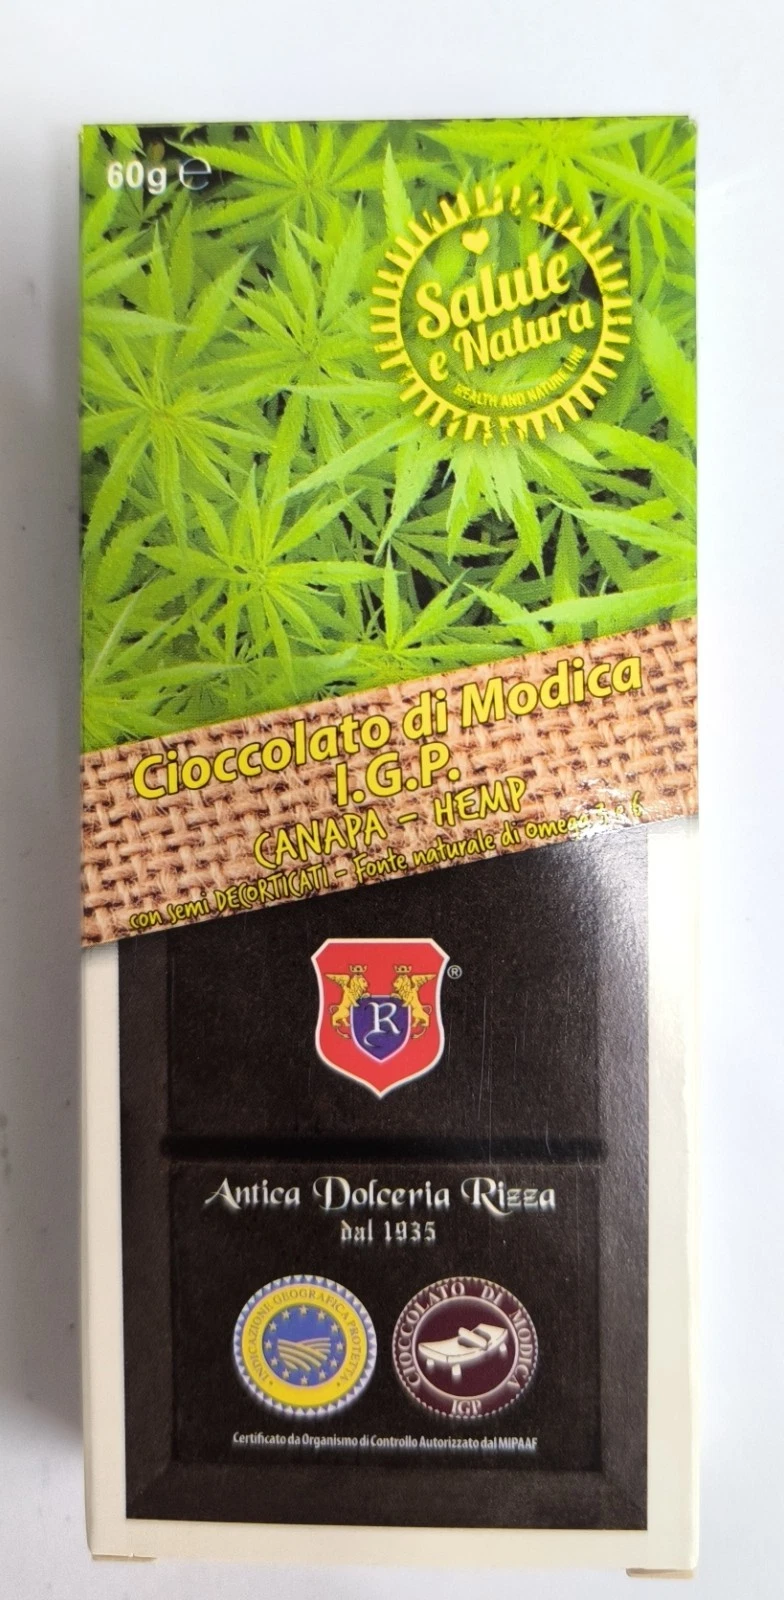 60g ℮
Salute
e Natura
HEALTH AND NATURE LINE
Cioccolato di Modica
I.G.P.
CANAPA - HEMP
con semi DECORTICATI - Fonte naturale di omega 3 e 6
R
®
Antica Dolceria Rizza
dal 1935
INDICAZIONE GEOGRAFICA PROTETTA
CIOCCOLATO DI MODICA
IGP
Certificato da Organismo di Controllo Autorizzato dal MIPAAF